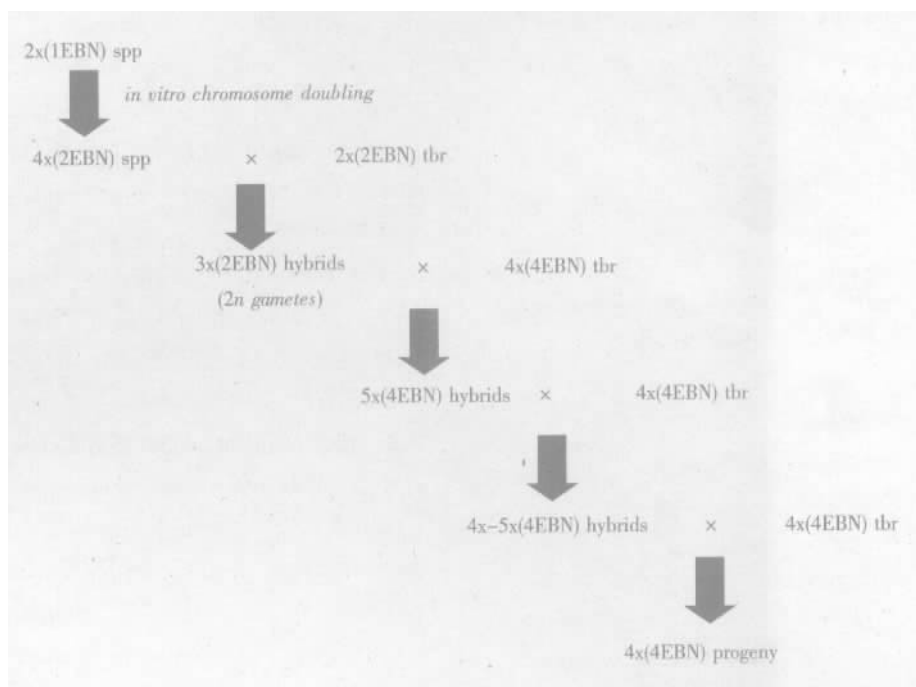 2x(1EBN) spp
in vitro chromosome doubling
4x(2EBN) spp × 2x(2EBN) tbr
3x(2EBN) hybrids × 4x(4EBN) tbr
(2n gametes)
5x(4EBN) hybrids × 4x(4EBN) tbr
4x–5x(4EBN) hybrids × 4x(4EBN) tbr
4x(4EBN) progeny